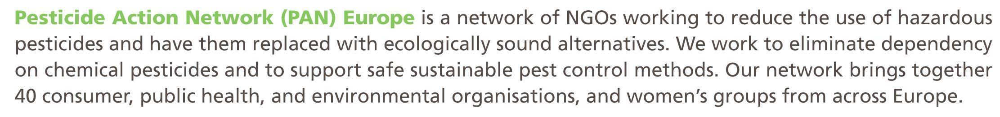 Pesticide Action Network (PAN) Europe is a network of NGOs working to reduce the use of hazardous
pesticides and have them replaced with ecologically sound alternatives. We work to eliminate dependency
on chemical pesticides and to support safe sustainable pest control methods. Our network brings together
40 consumer, public health, and environmental organisations, and women’s groups from across Europe.